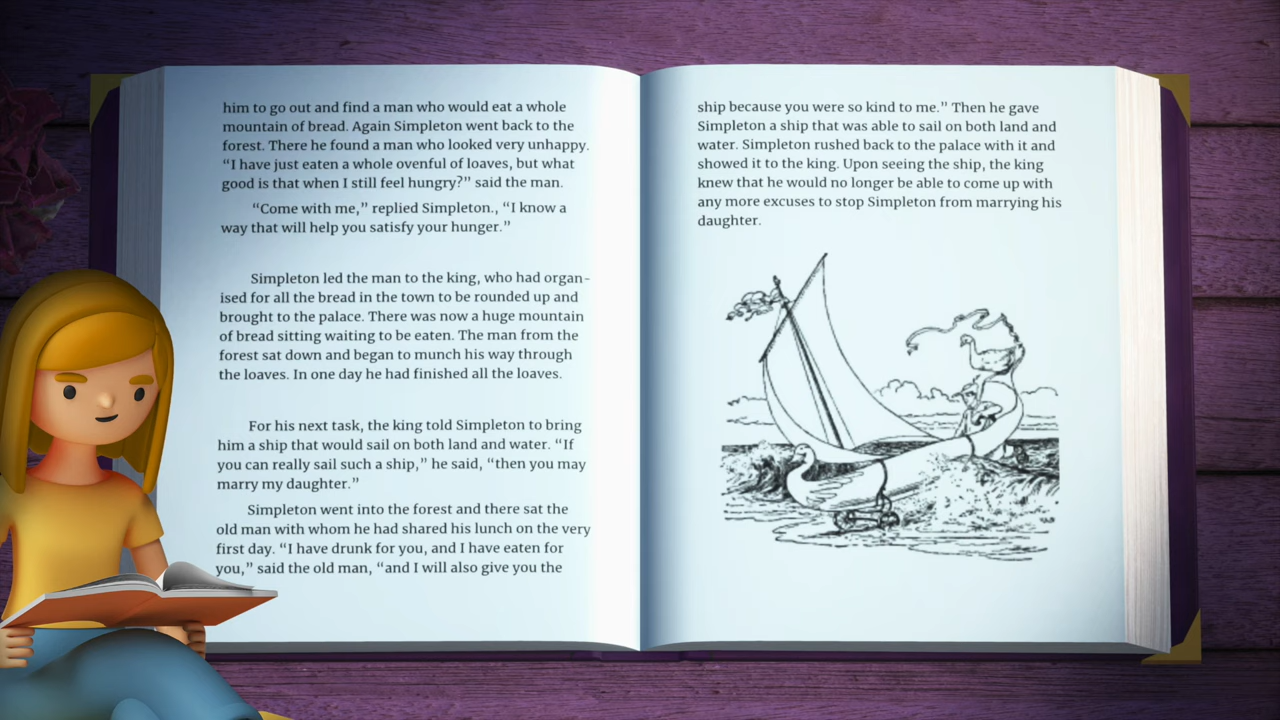 him to go out and find a man who would eat a whole
mountain of bread. Again Simpleton went back to the
forest. There he found a man who looked very unhappy.
“I have just eaten a whole ovenful of loaves, but what
good is that when I still feel hungry?” said the man.
“Come with me,” replied Simpleton., “I know a
way that will help you satisfy your hunger.”
Simpleton led the man to the king, who had organ-
ised for all the bread in the town to be rounded up and
brought to the palace. There was now a huge mountain
of bread sitting waiting to be eaten. The man from the
forest sat down and began to munch his way through
the loaves. In one day he had finished all the loaves.
For his next task, the king told Simpleton to bring
him a ship that would sail on both land and water. “If
you can really sail such a ship,” he said, “then you may
marry my daughter.”
Simpleton went into the forest and there sat the
old man with whom he had shared his lunch on the very
first day. “I have drunk for you, and I have eaten for
you,” said the old man, “and I will also give you the
ship because you were so kind to me.” Then he gave
Simpleton a ship that was able to sail on both land and
water. Simpleton rushed back to the palace with it and
showed it to the king. Upon seeing the ship, the king
knew that he would no longer be able to come up with
any more excuses to stop Simpleton from marrying his
daughter.